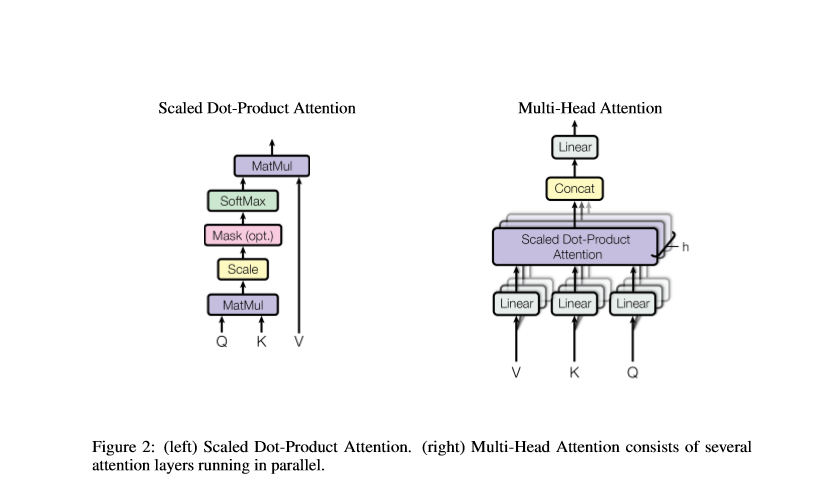 Scaled Dot-Product Attention
MatMul
SoftMax
Mask (opt.)
Scale
MatMul
Q K V
Multi-Head Attention
Linear
Concat
Scaled Dot-Product
Attention
h
Linear Linear Linear
V K Q
Figure 2: (left) Scaled Dot-Product Attention. (right) Multi-Head Attention consists of several
attention layers running in parallel.